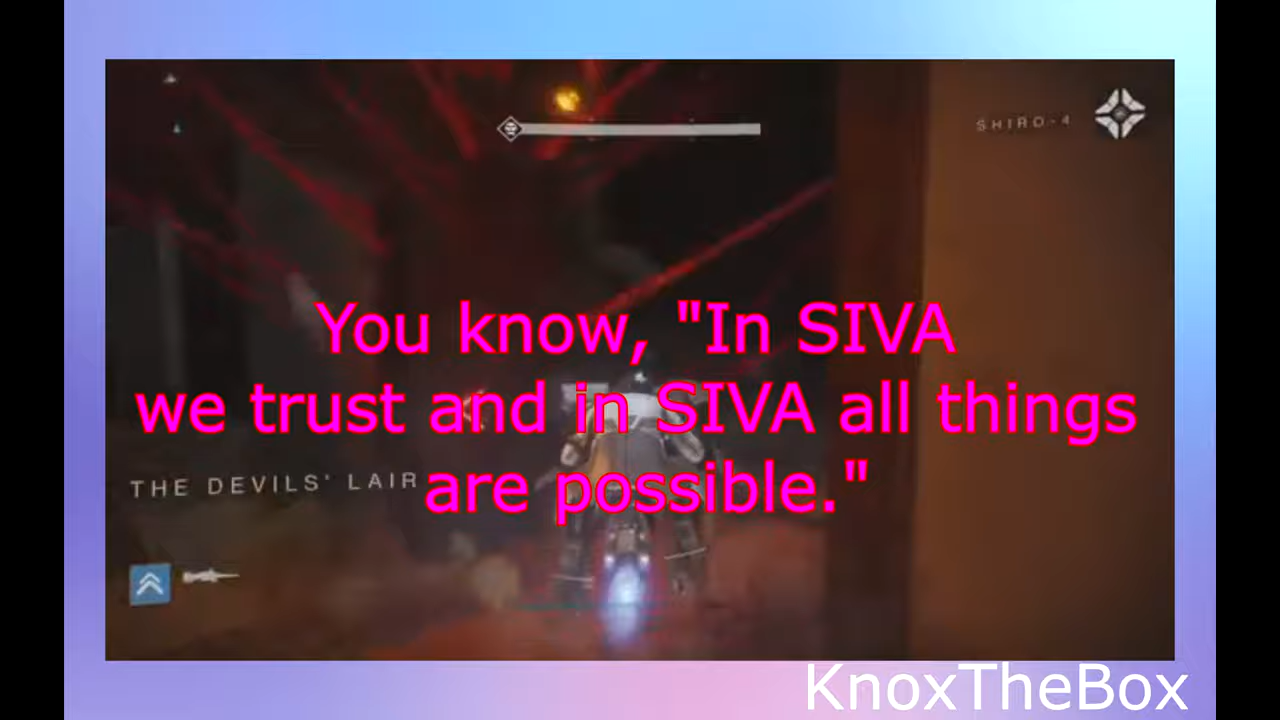 SHIRO-4
You know, "In SIVA
we trust and in SIVA all things
are possible."
THE DEVILS' LAIR
KnoxTheBox